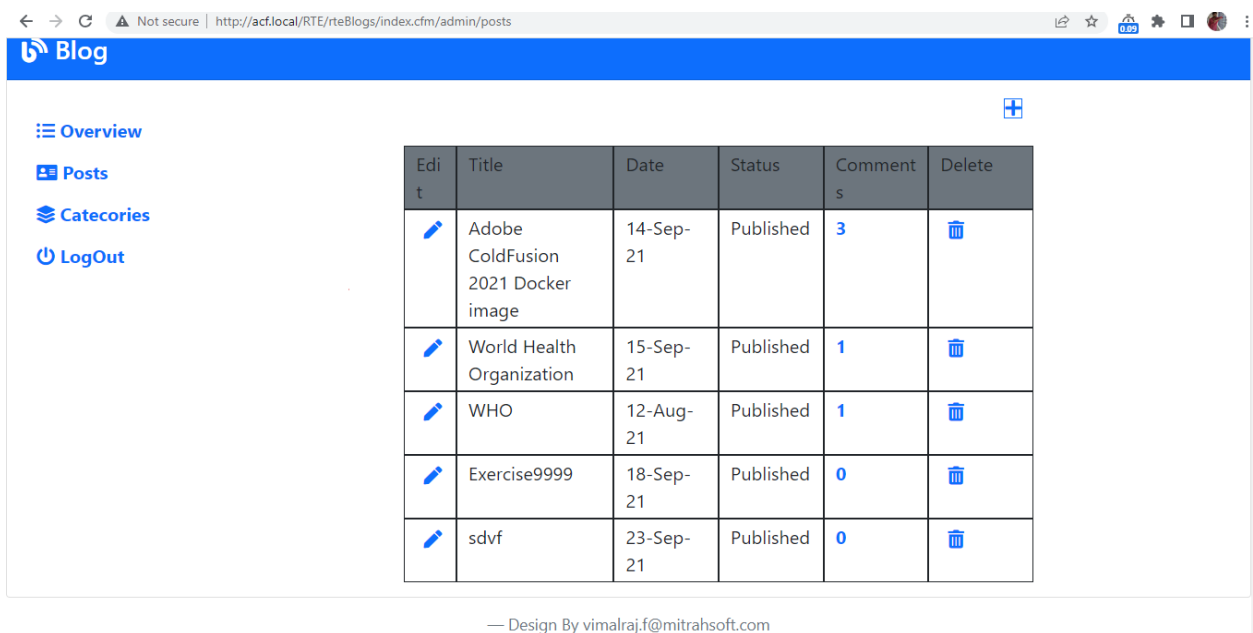 Not secure | http://acf.local/RTE/rteBlogs/index.cfm/admin/posts
0.09
Blog
Overview
Posts
Catecories
LogOut
Edi
t
Title
Date
Status
Comment
s
Delete
Adobe
ColdFusion
2021 Docker
image
14-Sep-
21
Published
3
World Health
Organization
15-Sep-
21
Published
1
WHO
12-Aug-
21
Published
1
Exercise9999
18-Sep-
21
Published
0
sdvf
23-Sep-
21
Published
0
— Design By vimalraj.f@mitrahsoft.com